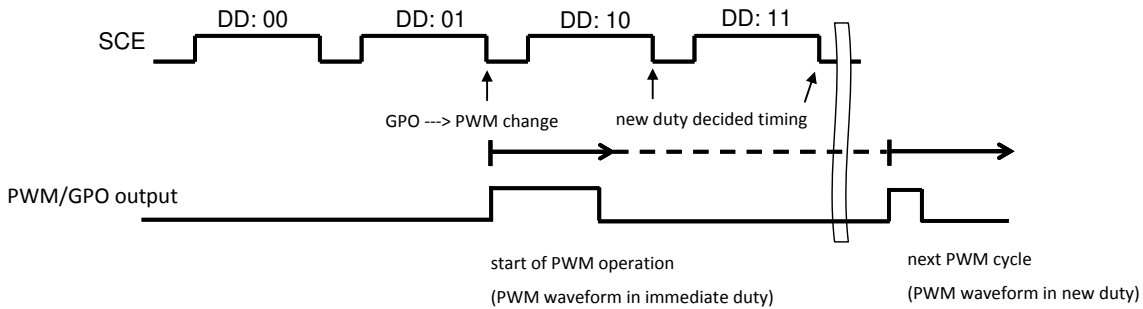 DD: 00 DD: 01 DD: 10 DD: 11
SCE
GPO ---> PWM change new duty decided timing
PWM/GPO output
start of PWM operation next PWM cycle
(PWM waveform in immediate duty) (PWM waveform in new duty)